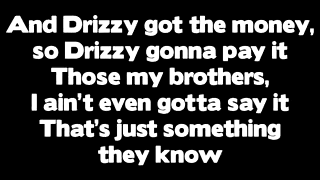 And Drizzy got the money,
so Drizzy gonna pay it
Those my brothers,
I ain't even gotta say it
That's just something
they know